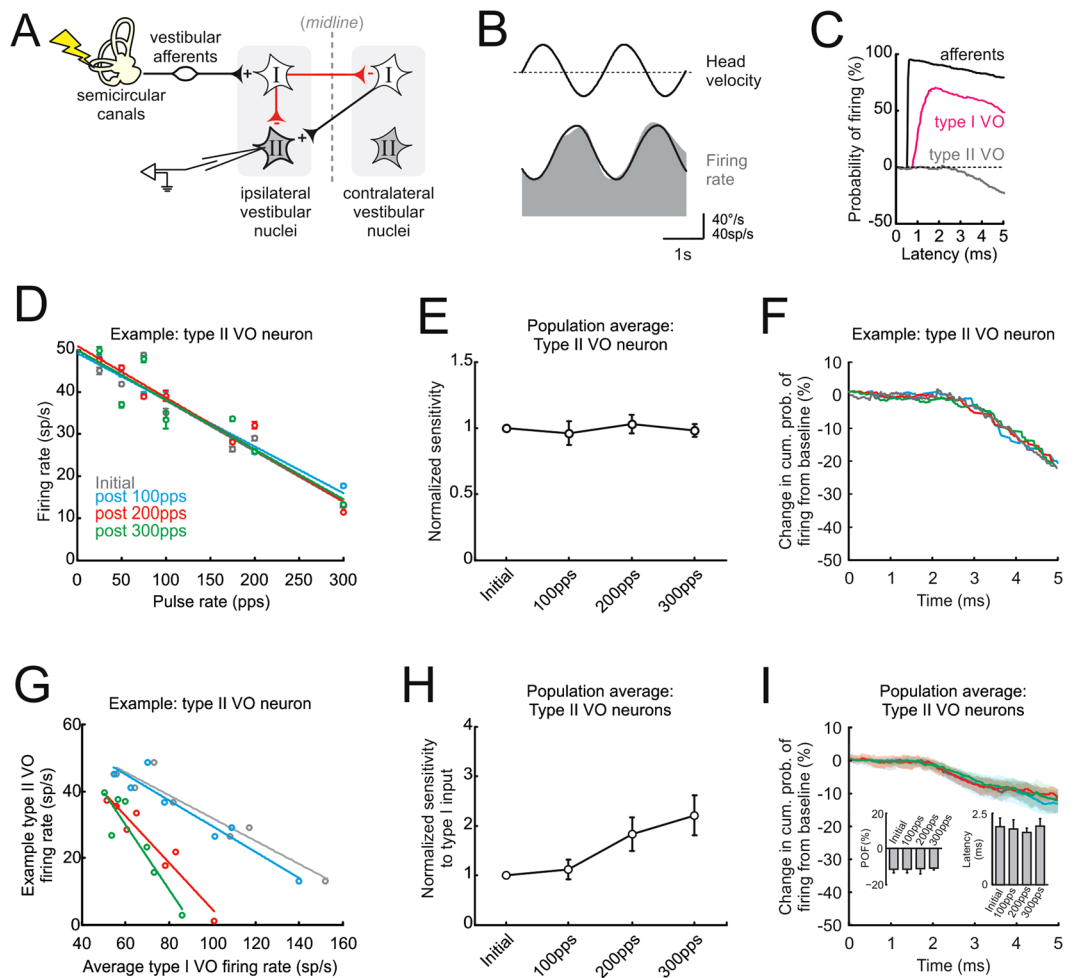 A
(midline)
vestibular
afferents
semicircular
canals
+
I
-
I
-
II
+
II
ipsilateral
vestibular
nuclei
contralateral
vestibular
nuclei
B
Head
velocity
Firing
rate
40°/s
40sp/s
1s
C
Probability of firing (%)
100
50
0
-50
afferents
type I VO
type II VO
0 1 2 3 4 5
Latency (ms)
D
Example: type II VO neuron
Firing rate (sp/s)
50
40
30
20
10
0
Initial
post 100pps
post 200pps
post 300pps
0 50 100 150 200 250 300
Pulse rate (pps)
E
Population average:
Type II VO neuron
Normalized sensitivity
1.5
1
0.5
0
Initial
100pps
200pps
300pps
F
Example: type II VO neuron
Change in cum. prob. of
firing from baseline (%)
10
0
-10
-20
-30
-40
-50
0 1 2 3 4 5
Time (ms)
G
Example: type II VO neuron
Example type II VO
firing rate (sp/s)
60
40
20
0
40 60 80 100 120 140 160
Average type I VO firing rate (sp/s)
H
Population average:
Type II VO neurons
Normalized sensitivity
to type I input
4
3
2
1
0
Initial
100pps
200pps
300pps
I
Population average:
Type II VO neurons
Change in cum. prob. of
firing from baseline (%)
10
0
-10
-20
-30
-40
-50
POF(%)
20
0
-20
Initial
100pps
200pps
300pps
Latency
(ms)
2.5
0
Initial
100pps
200pps
300pps
0 1 2 3 4 5
Time (ms)